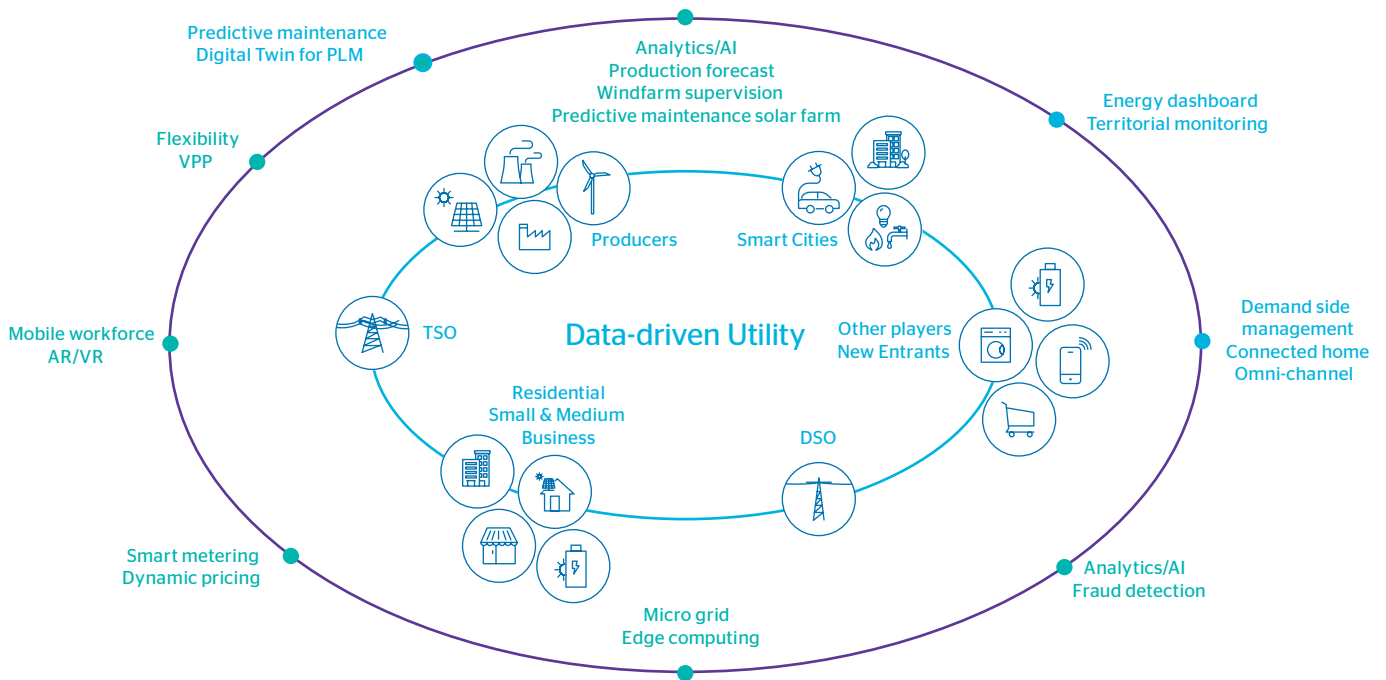 Predictive maintenance
Digital Twin for PLM
Analytics/AI
Production forecast
Windfarm supervision
Predictive maintenance solar farm
Energy dashboard
Territorial monitoring
Flexibility
VPP
Producers
Smart Cities
Mobile workforce
AR/VR
TSO
Data-driven Utility
Other players
New Entrants
Demand side
management
Connected home
Omni-channel
Residential
Small & Medium
Business
DSO
Smart metering
Dynamic pricing
Analytics/AI
Fraud detection
Micro grid
Edge computing